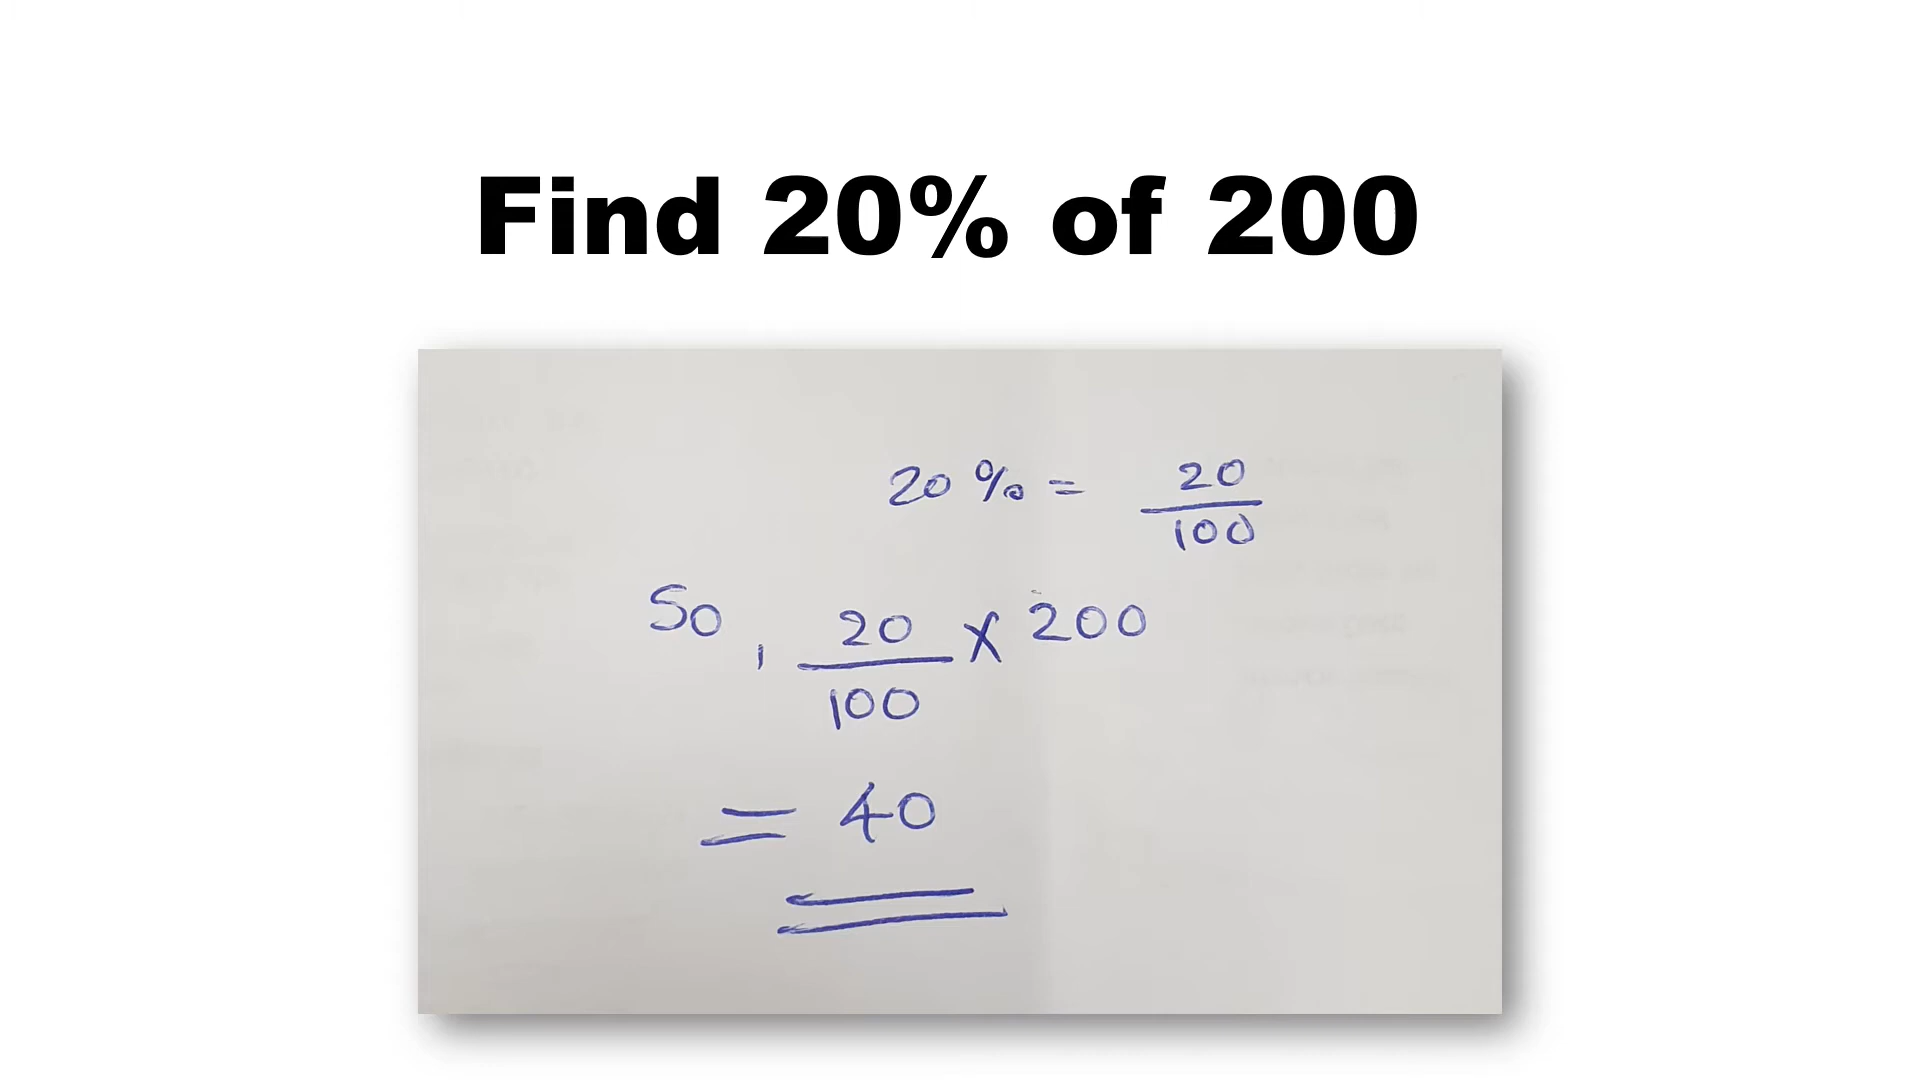 Find 20% of 200
20% = 20/100
So, 20/100 X 200
= 40